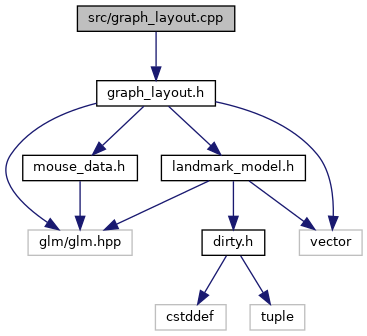 src/graph_layout.cpp
graph_layout.h
mouse_data.h
landmark_model.h
glm/glm.hpp
dirty.h
vector
cstddef
tuple